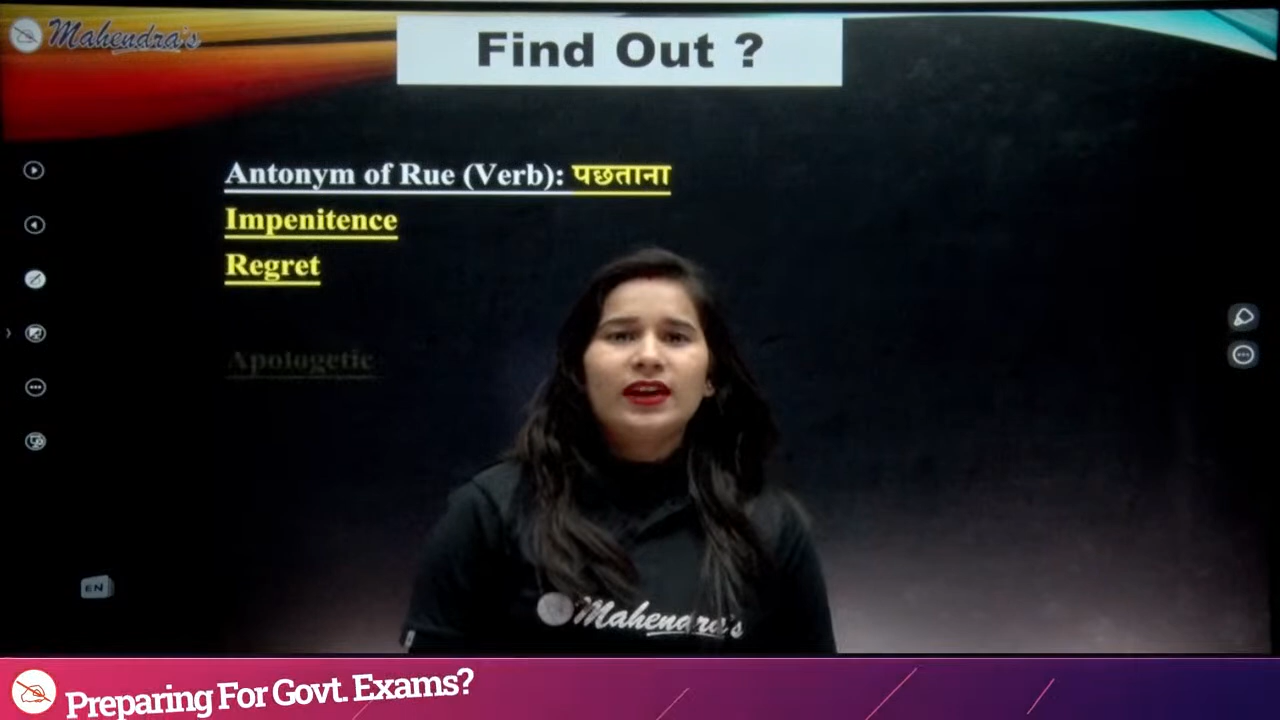 Mahendra's
Find Out ?
Antonym of Rue (Verb): पछताना
Impenitence
Regret
Apologetic
EN
Mahendra's
Preparing For Govt. Exams?